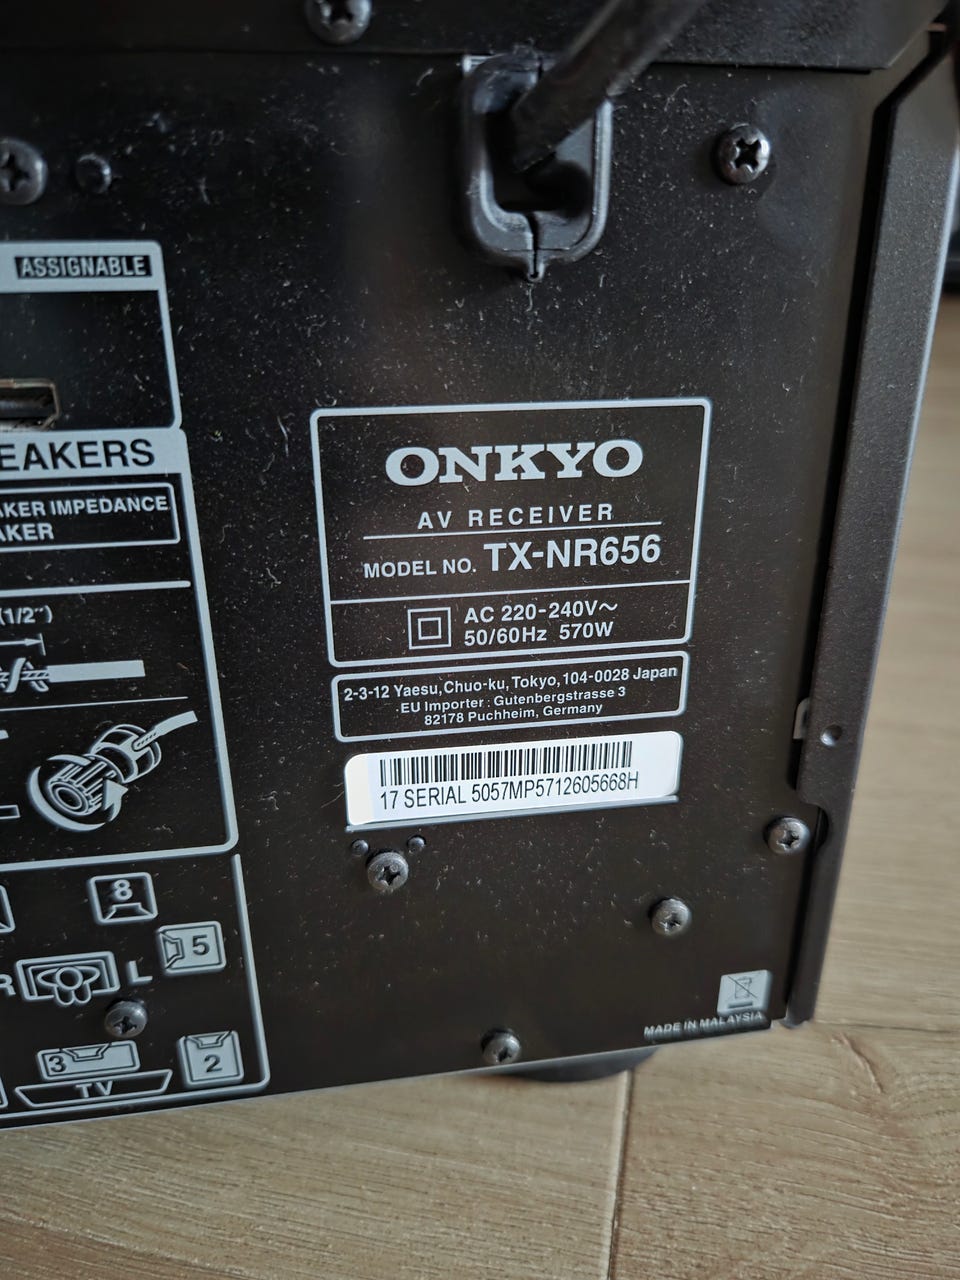 ASSIGNABLE
EAKERS
AKER IMPEDANCE
AKER
(1/2")
ONKYO
AV RECEIVER
MODEL NO. TX-NR656
AC 220-240V~
50/60Hz 570W
2-3-12 Yaesu,Chuo-ku,Tokyo,104-0028 Japan
EU Importer : Gutenbergstrasse 3
82178 Puchheim, Germany
17 SERIAL 5057MP5712605668H
8
5
R L
3
2
TV
MADE IN MALAYSIA